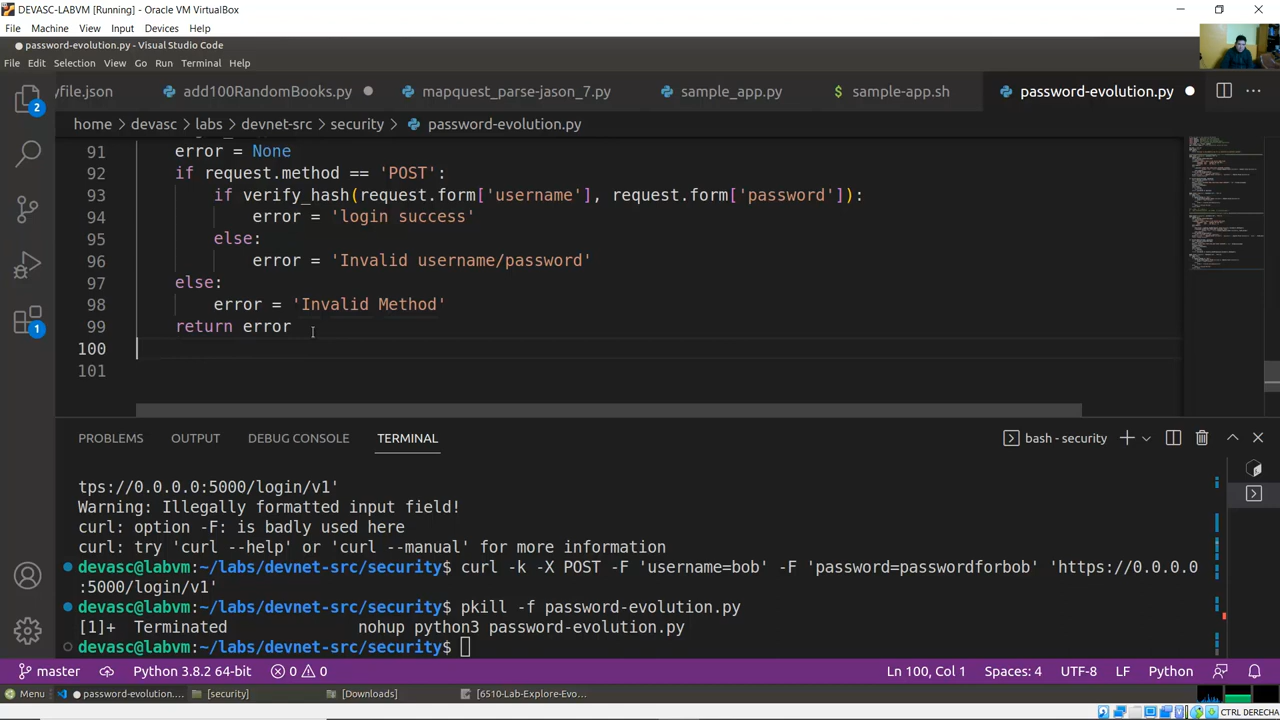 DEVASC-LABVM [Running] - Oracle VM VirtualBox
File Machine View Input Devices Help
password-evolution.py - Visual Studio Code
File Edit Selection View Go Run Terminal Help
yfile.json add100RandomBooks.py mapquest_parse-jason_7.py sample_app.py sample-app.sh password-evolution.py
home > devasc > labs > devnet-src > security > password-evolution.py
91 error = None
92 if request.method == 'POST':
93 if verify_hash(request.form['username'], request.form['password']):
94 error = 'login success'
95 else:
96 error = 'Invalid username/password'
97 else:
98 error = 'Invalid Method'
99 return error
100
101
PROBLEMS OUTPUT DEBUG CONSOLE TERMINAL bash - security
tps://0.0.0.0:5000/login/v1'
Warning: Illegally formatted input field!
curl: option -F: is badly used here
curl: try 'curl --help' or 'curl --manual' for more information
devasc@labvm:~/labs/devnet-src/security$ curl -k -X POST -F 'username=bob' -F 'password=passwordforbob' 'https://0.0.0.0
:5000/login/v1'
devasc@labvm:~/labs/devnet-src/security$ pkill -f password-evolution.py
[1]+ Terminated nohup python3 password-evolution.py
devasc@labvm:~/labs/devnet-src/security$
2
1
master Python 3.8.2 64-bit 0 0 Ln 100, Col 1 Spaces: 4 UTF-8 LF Python
Menu password-evolution.... [security] [Downloads] [6510-Lab-Explore-Evo...
CTRL DERECHA